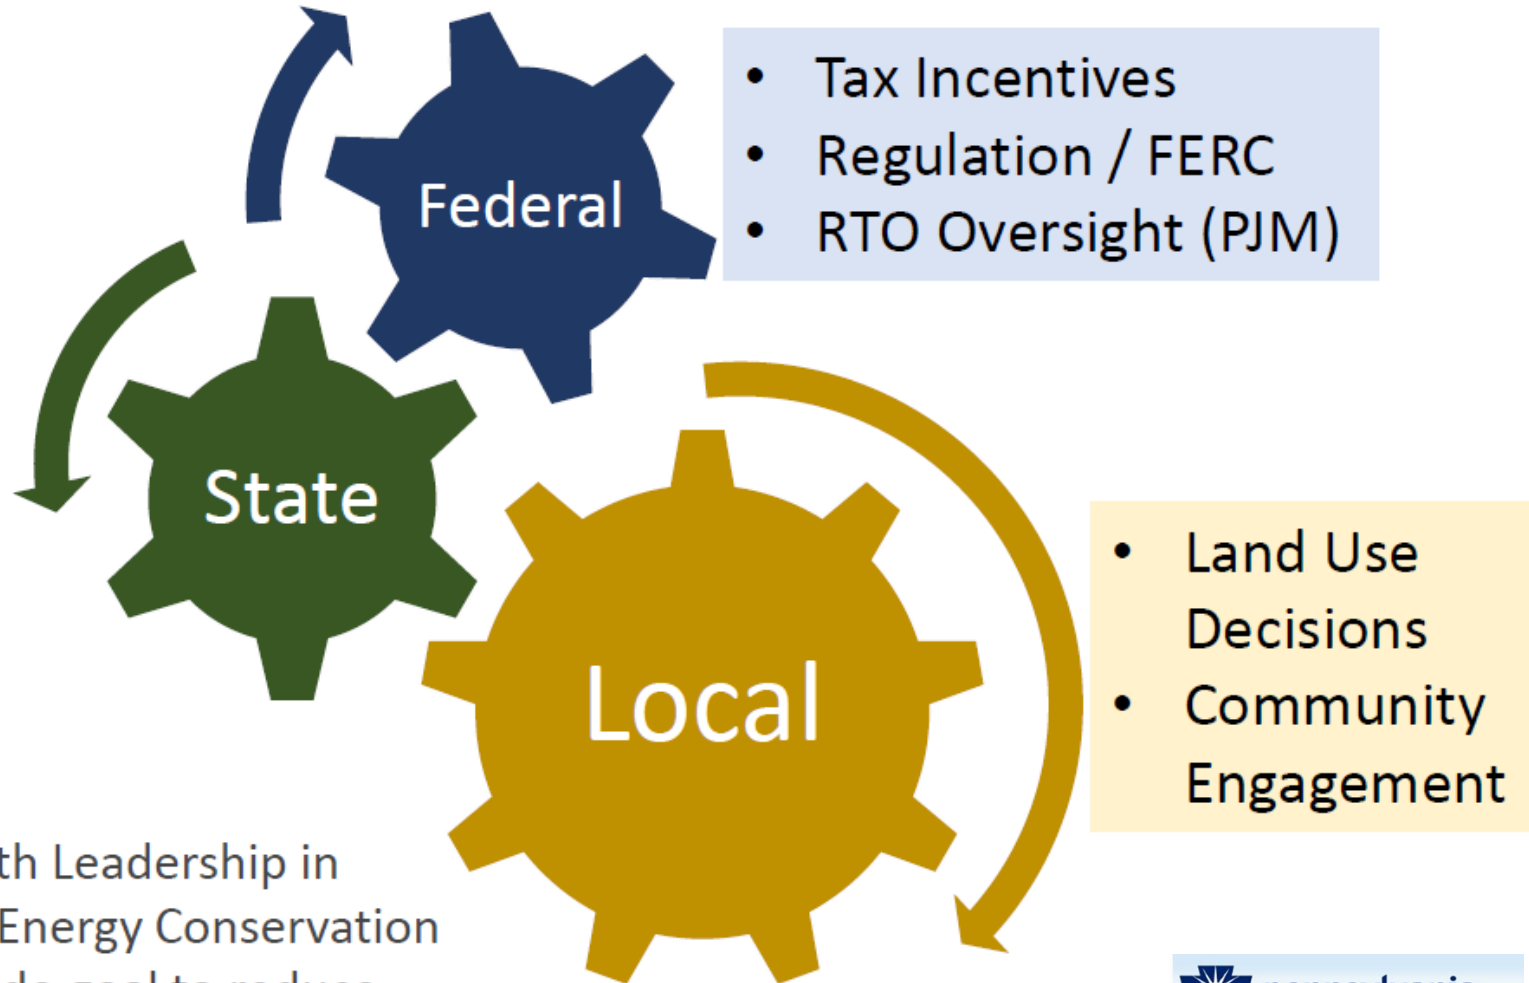 Federal
• Tax Incentives
• Regulation / FERC
• RTO Oversight (PJM)
State
Local
• Land Use
Decisions
• Community
Engagement
th Leadership in
Energy Conservation